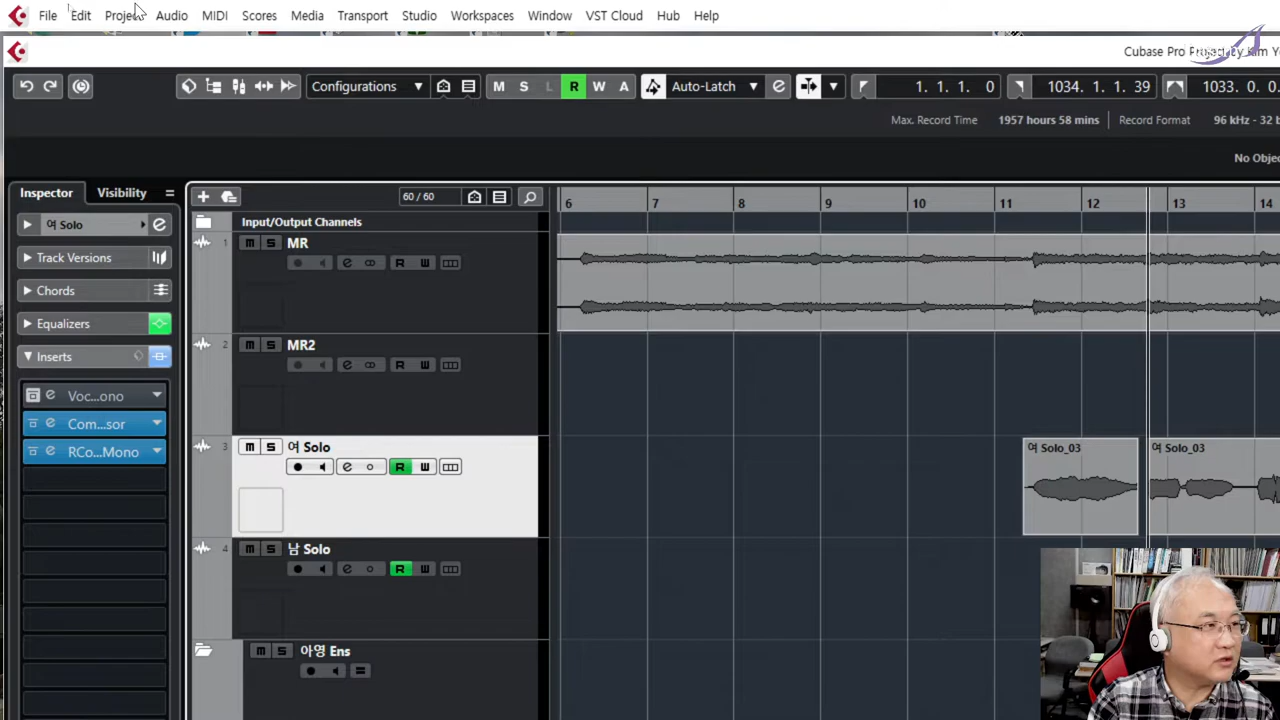 File Edit Project Audio MIDI Scores Media Transport Studio Workspaces Window VST Cloud Hub Help
Cubase Pro Project
Configurations M S L R W A Auto-Latch 1. 1. 1. 0 1034. 1. 1. 39 1033. 0. 0.
Max. Record Time 1957 hours 58 mins Record Format 96 kHz - 32 b
No Objec
Inspector Visibility 60 / 60 6 7 8 9 10 11 12 13 14
여 Solo Input/Output Channels
1 m S MR
R W
Track Versions
Chords
Equalizers
2 m S MR2
R W
Inserts
Voc...ono
Com...sor
RCo...Mono
3 m S 여 Solo 여 Solo_03 여 Solo_03
R W
4 m S 남 Solo
R W
m S 아영 Ens